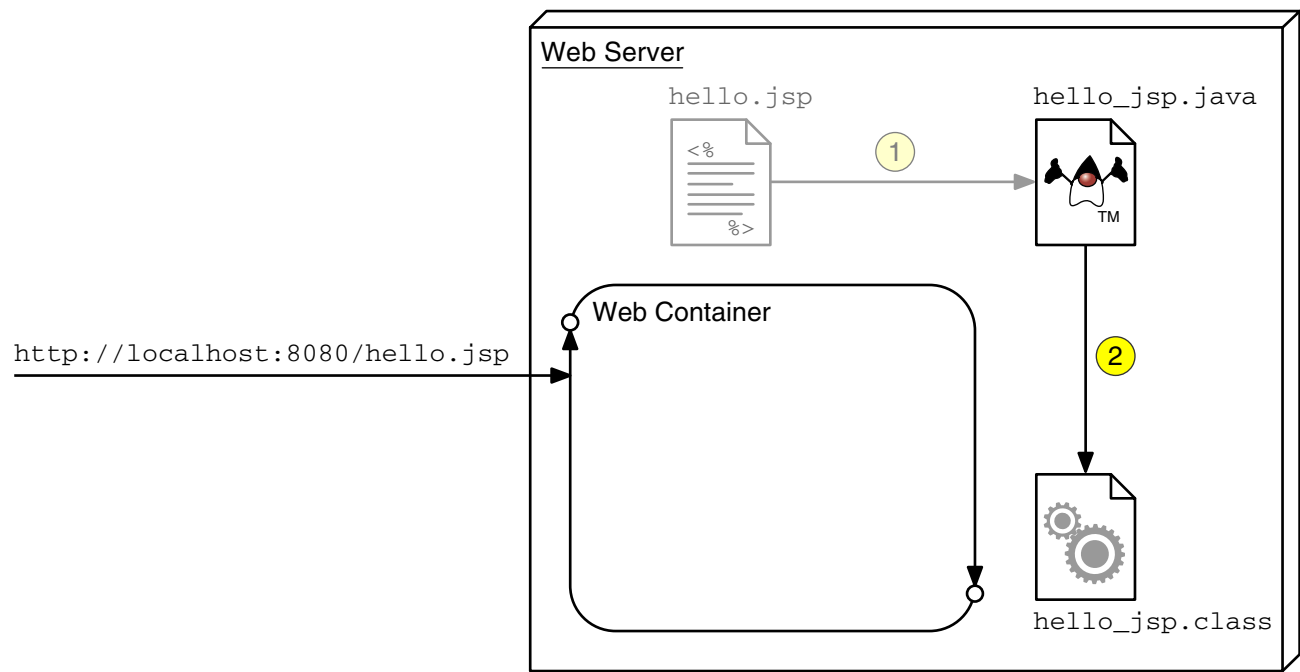 Web Server
hello.jsp
hello_jsp.java
<%
1
%>
TM
Web Container
http://localhost:8080/hello.jsp
2
hello_jsp.class